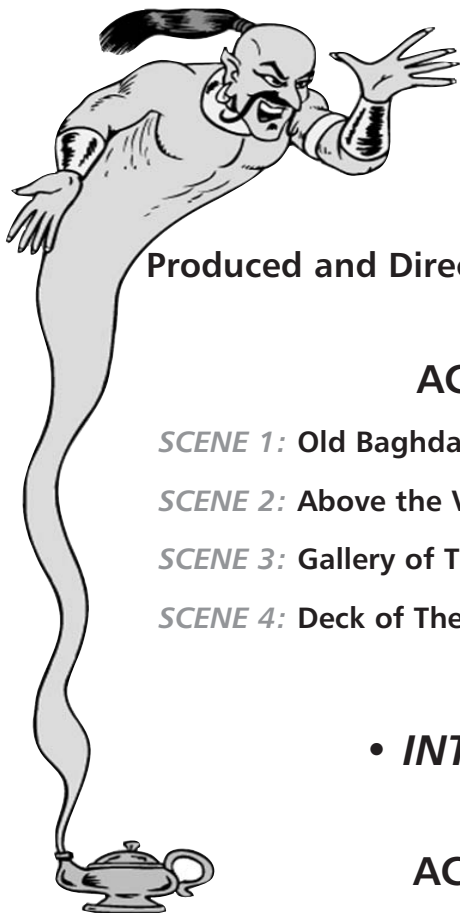 Produced and Direc
AC
SCENE 1: Old Baghda
SCENE 2: Above the V
SCENE 3: Gallery of T
SCENE 4: Deck of The
• INT
AC